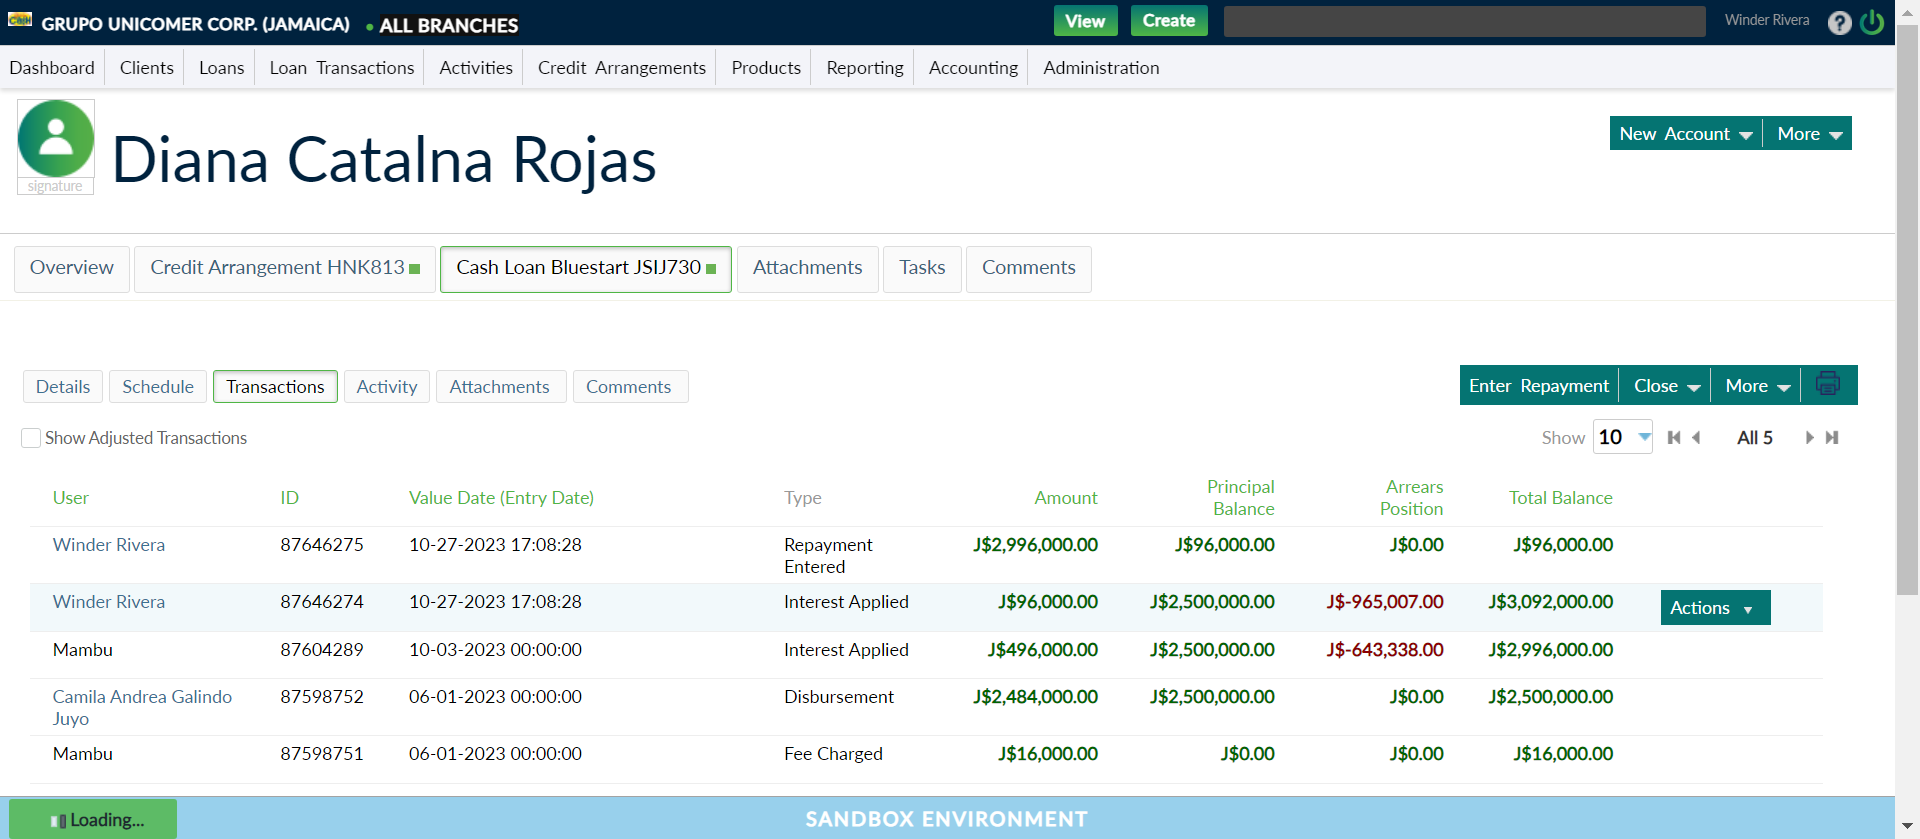 GRUPO UNICOMER CORP. (JAMAICA) • ALL BRANCHES View Create Winder Rivera ?
Dashboard Clients Loans Loan Transactions Activities Credit Arrangements Products Reporting Accounting Administration
Diana Catalna Rojas
signature
New Account More
Overview Credit Arrangement HNK813 Cash Loan Bluestart JSIJ730 Attachments Tasks Comments
Details Schedule Transactions Activity Attachments Comments
Enter Repayment Close More
Show Adjusted Transactions
Show 10 All 5
User ID Value Date (Entry Date) Type Amount Principal Balance Arrears Position Total Balance
Winder Rivera 87646275 10-27-2023 17:08:28 Repayment Entered J$2,996,000.00 J$96,000.00 J$0.00 J$96,000.00
Winder Rivera 87646274 10-27-2023 17:08:28 Interest Applied J$96,000.00 J$2,500,000.00 J$-965,007.00 J$3,092,000.00 Actions
Mambu 87604289 10-03-2023 00:00:00 Interest Applied J$496,000.00 J$2,500,000.00 J$-643,338.00 J$2,996,000.00
Camila Andrea Galindo Juyo 87598752 06-01-2023 00:00:00 Disbursement J$2,484,000.00 J$2,500,000.00 J$0.00 J$2,500,000.00
Mambu 87598751 06-01-2023 00:00:00 Fee Charged J$16,000.00 J$0.00 J$0.00 J$16,000.00
Loading... SANDBOX ENVIRONMENT